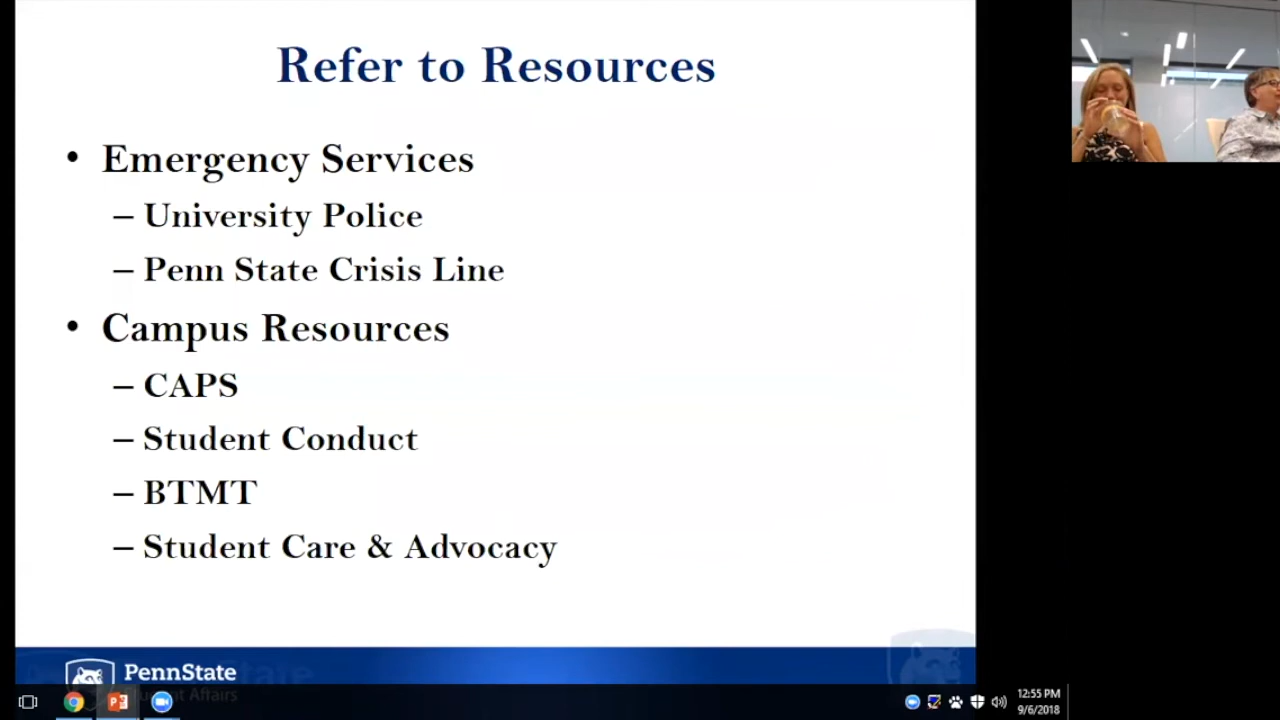 Refer to Resources
• Emergency Services
– University Police
– Penn State Crisis Line
• Campus Resources
– CAPS
– Student Conduct
– BTMT
– Student Care & Advocacy
PennState
Student Affairs
12:55 PM
9/6/2018